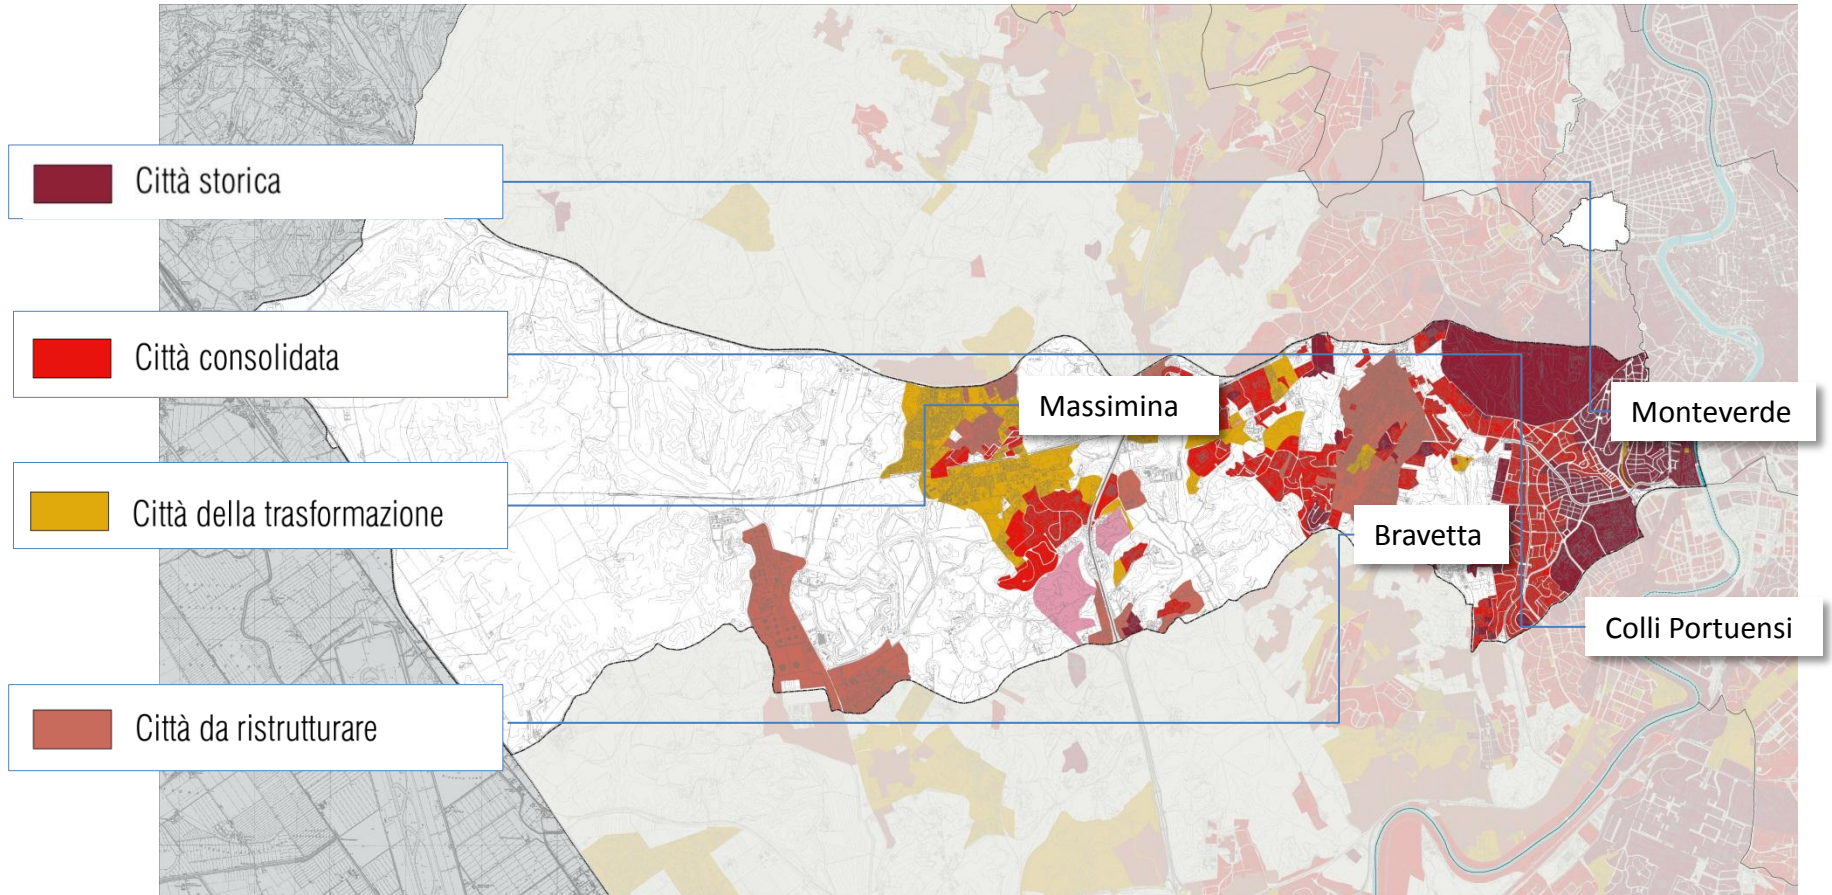 Città storica
Città consolidata
Massimina
Monteverde
Città della trasformazione
Bravetta
Colli Portuensi
Città da ristrutturare